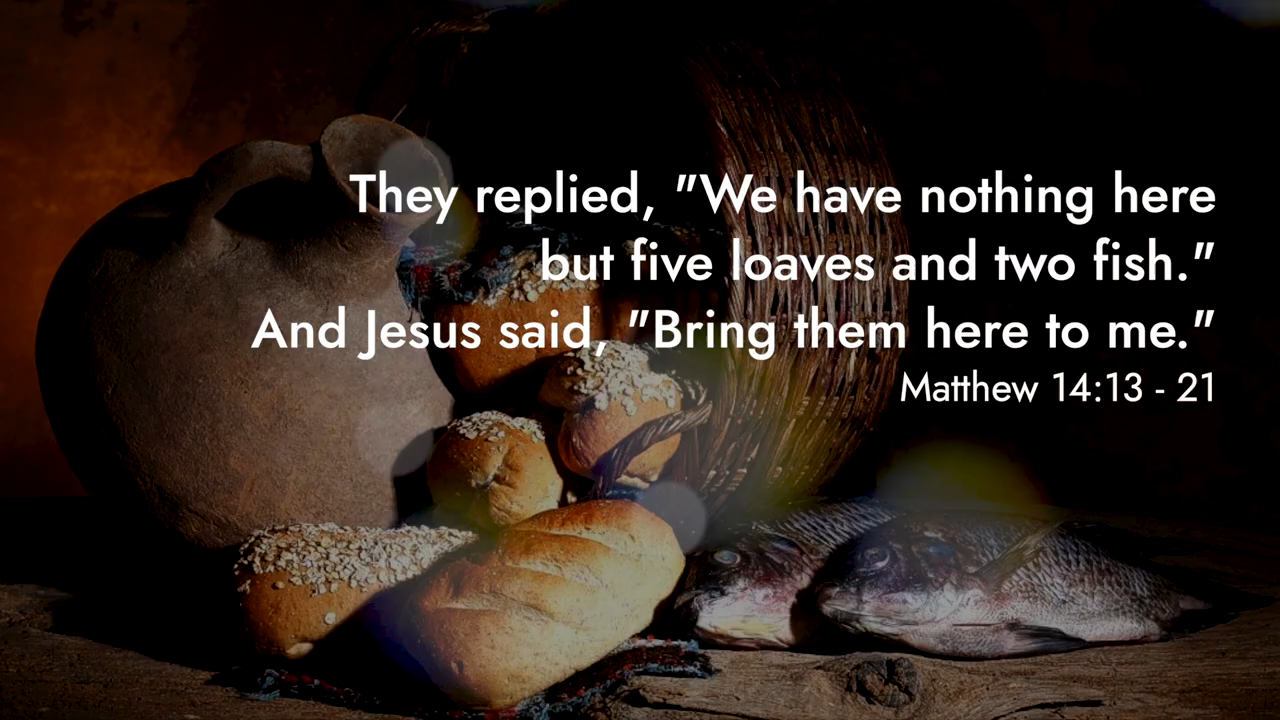 They replied, "We have nothing here
but five loaves and two fish."
And Jesus said, "Bring them here to me."
Matthew 14:13 - 21